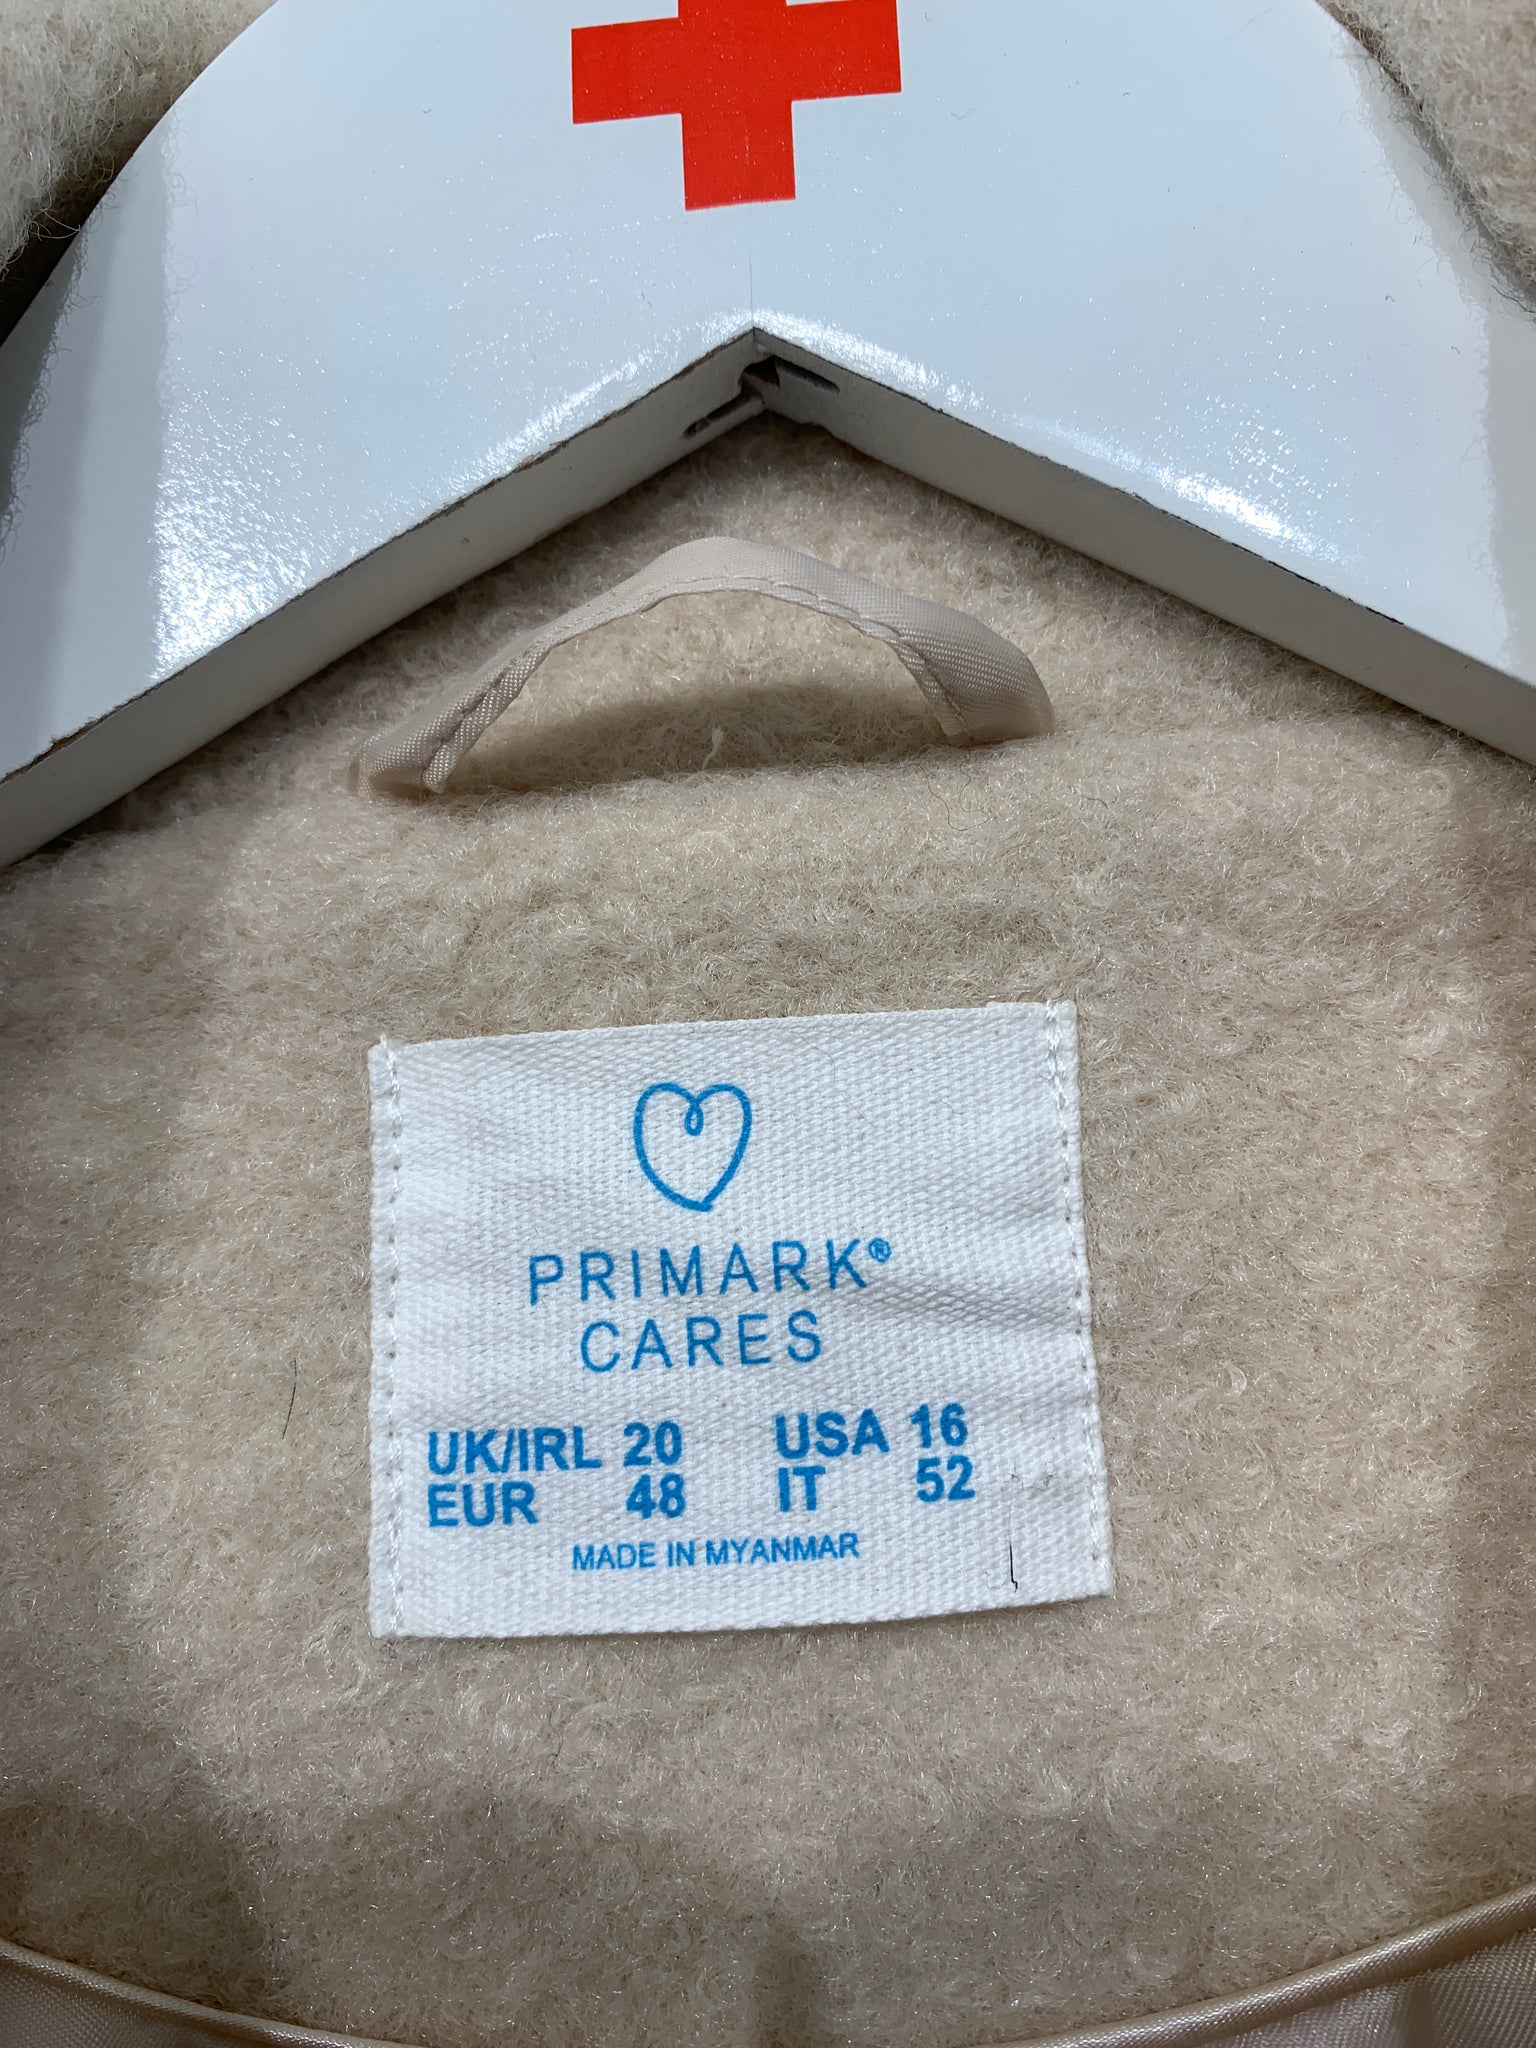 PRIMARK®
CARES
UK/IRL 20 USA 16
EUR 48 IT 52
MADE IN MYANMAR